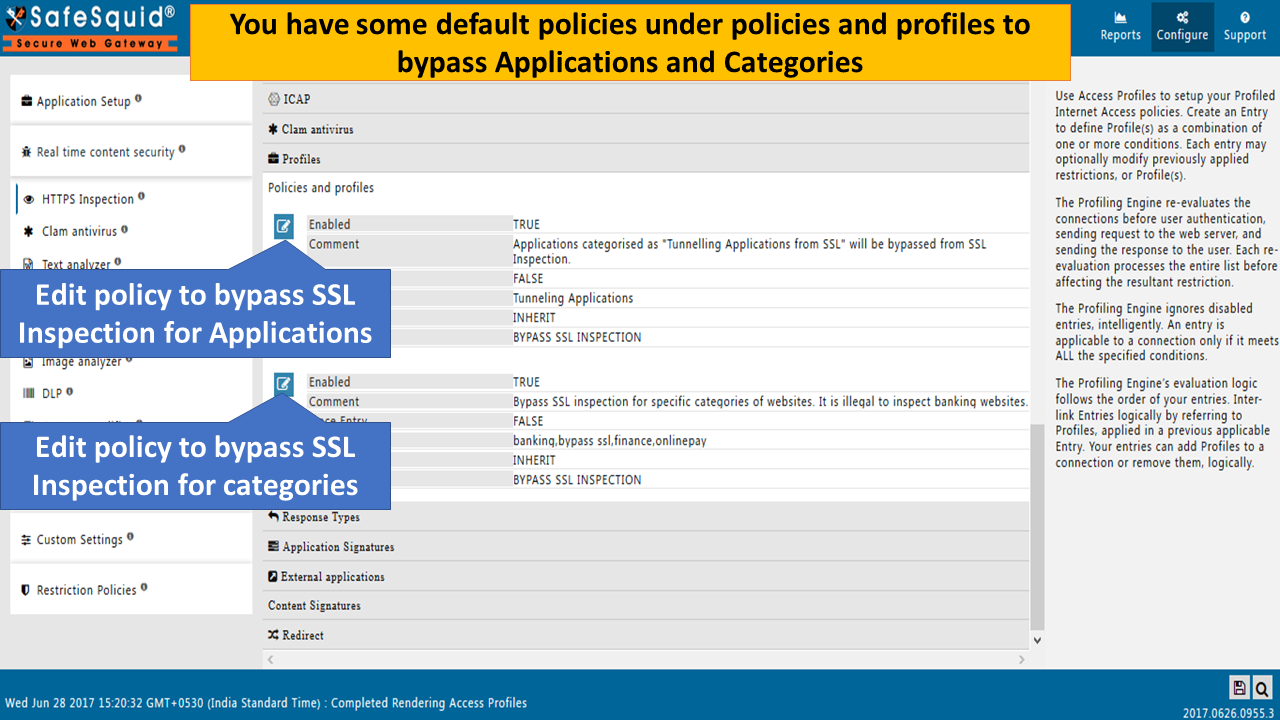 SafeSquid®
Secure Web Gateway
You have some default policies under policies and profiles to
bypass Applications and Categories
Reports
Configure
Support
Application Setup
Real time content security
HTTPS Inspection
Clam antivirus
Text analyzer
Edit policy to bypass SSL
Inspection for Applications
Image analyzer
DLP
Edit policy to bypass SSL
Inspection for categories
Custom Settings
Restriction Policies
ICAP
Clam antivirus
Profiles
Policies and profiles
Enabled TRUE
Comment Applications categorised as "Tunnelling Applications from SSL" will be bypassed from SSL
Inspection.
FALSE
Tunneling Applications
INHERIT
BYPASS SSL INSPECTION
Enabled TRUE
Comment Bypass SSL inspection for specific categories of websites. It is illegal to inspect banking websites.
Entry FALSE
banking,bypass ssl,finance,onlinepay
INHERIT
BYPASS SSL INSPECTION
Response Types
Application Signatures
External applications
Content Signatures
Redirect
Use Access Profiles to setup your Profiled
Internet Access policies. Create an Entry
to define Profile(s) as a combination of
one or more conditions. Each entry may
optionally modify previously applied
restrictions, or Profile(s).
The Profiling Engine re-evaluates the
connections before user authentication,
sending request to the web server, and
sending the response to the user. Each re-
evaluation processes the entire list before
affecting the resultant restriction.
The Profiling Engine ignores disabled
entries, intelligently. An entry is
applicable to a connection only if it meets
ALL the specified conditions.
The Profiling Engine's evaluation logic
follows the order of your entries. Inter-
link Entries logically by referring to
Profiles, applied in a previous applicable
Entry. Your entries can add Profiles to a
connection or remove them, logically.
Wed Jun 28 2017 15:20:32 GMT+0530 (India Standard Time) : Completed Rendering Access Profiles
2017.0626.0955.3